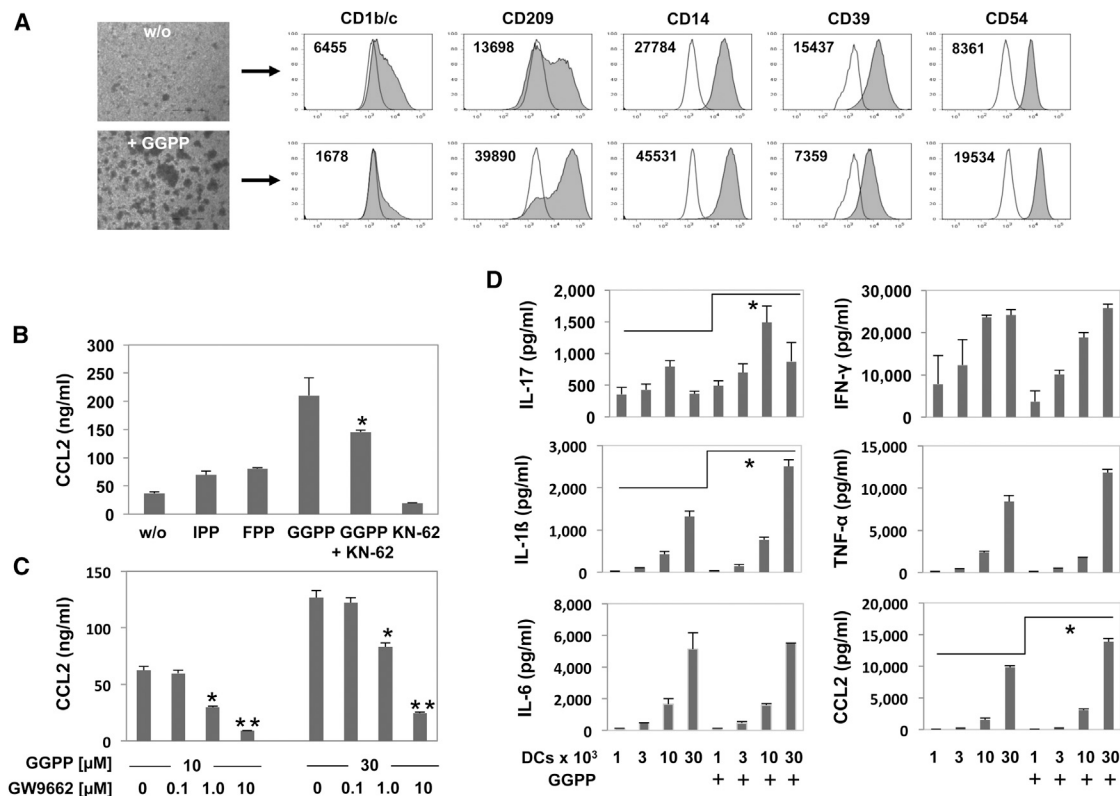 A
CD1b/c CD209 CD14 CD39 CD54
w/o
6455 13698 27784 15437 8361
+ GGPP
1678 39890 45531 7359 19534
B
CCL2 (ng/ml)
300
250
200
150
100
50
0
w/o IPP FPP GGPP GGPP KN-62
+ KN-62
*
C
CCL2 (ng/ml)
150
100
50
0
* ** * **
GGPP [µM] 10 30
GW9662 [µM] 0 0.1 1.0 10 0 0.1 1.0 10
D
IL-17 (pg/ml)
2,000
1,500
1,000
500
0
*
IFN-γ (pg/ml)
30,000
20,000
10,000
0
IL-1ß (pg/ml)
3,000
2,000
1,000
0
*
TNF-α (pg/ml)
15,000
10,000
5,000
0
IL-6 (pg/ml)
8,000
6,000
4,000
2,000
0
CCL2 (pg/ml)
20,000
15,000
10,000
5,000
0
*
DCs x 10³ 1 3 10 30 1 3 10 30 1 3 10 30 1 3 10 30
GGPP + + + + + + + +